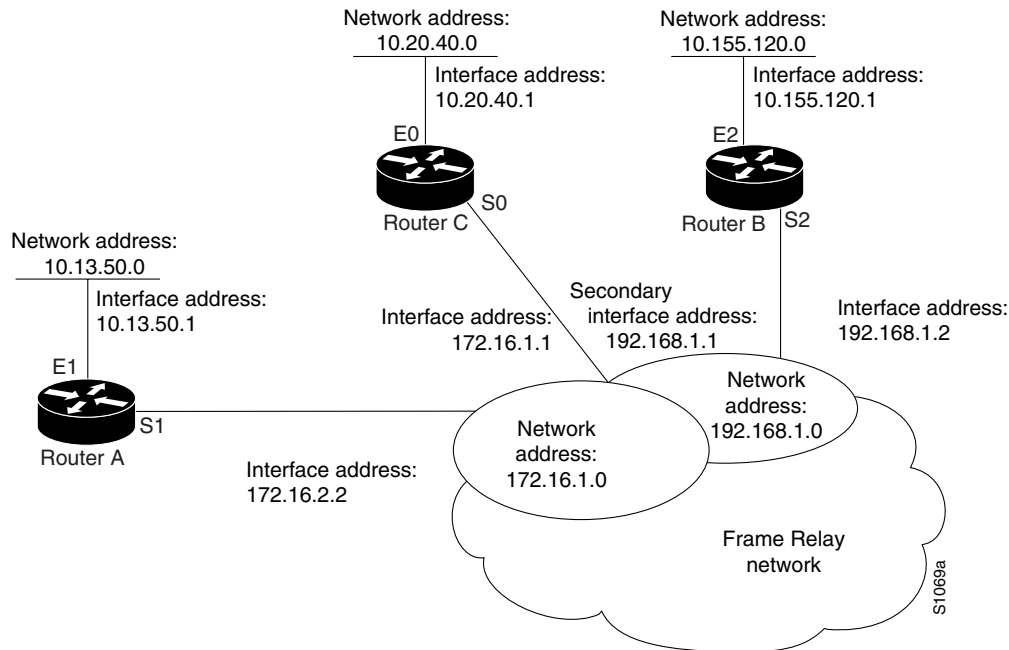 Network address:
10.20.40.0
Interface address:
10.20.40.1
E0
S0
Router C
Network address:
10.155.120.0
Interface address:
10.155.120.1
E2
S2
Router B
Network address:
10.13.50.0
Interface address:
10.13.50.1
E1
S1
Router A
Interface address:
172.16.1.1
Secondary
interface address:
192.168.1.1
Interface address:
192.168.1.2
Interface address:
172.16.2.2
Network
address:
172.16.1.0
Network
address:
192.168.1.0
Frame Relay
network
S1069a